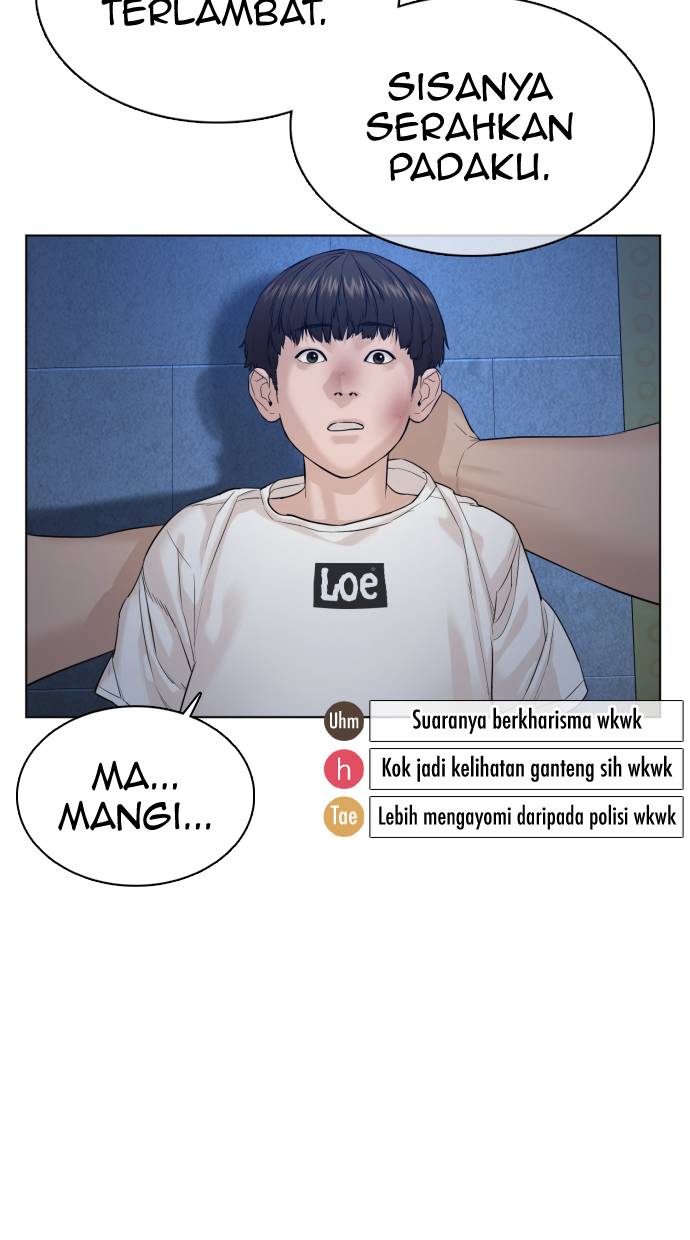 TERLAMBAT.
SISANYA
SERAHKAN
PADAKU.
Loe
Uhm Suaranya berkharisma wkwk
h Kok jadi kelihatan ganteng sih wkwk
Tae Lebih mengayomi daripada polisi wkwk
MA...
MANGI...